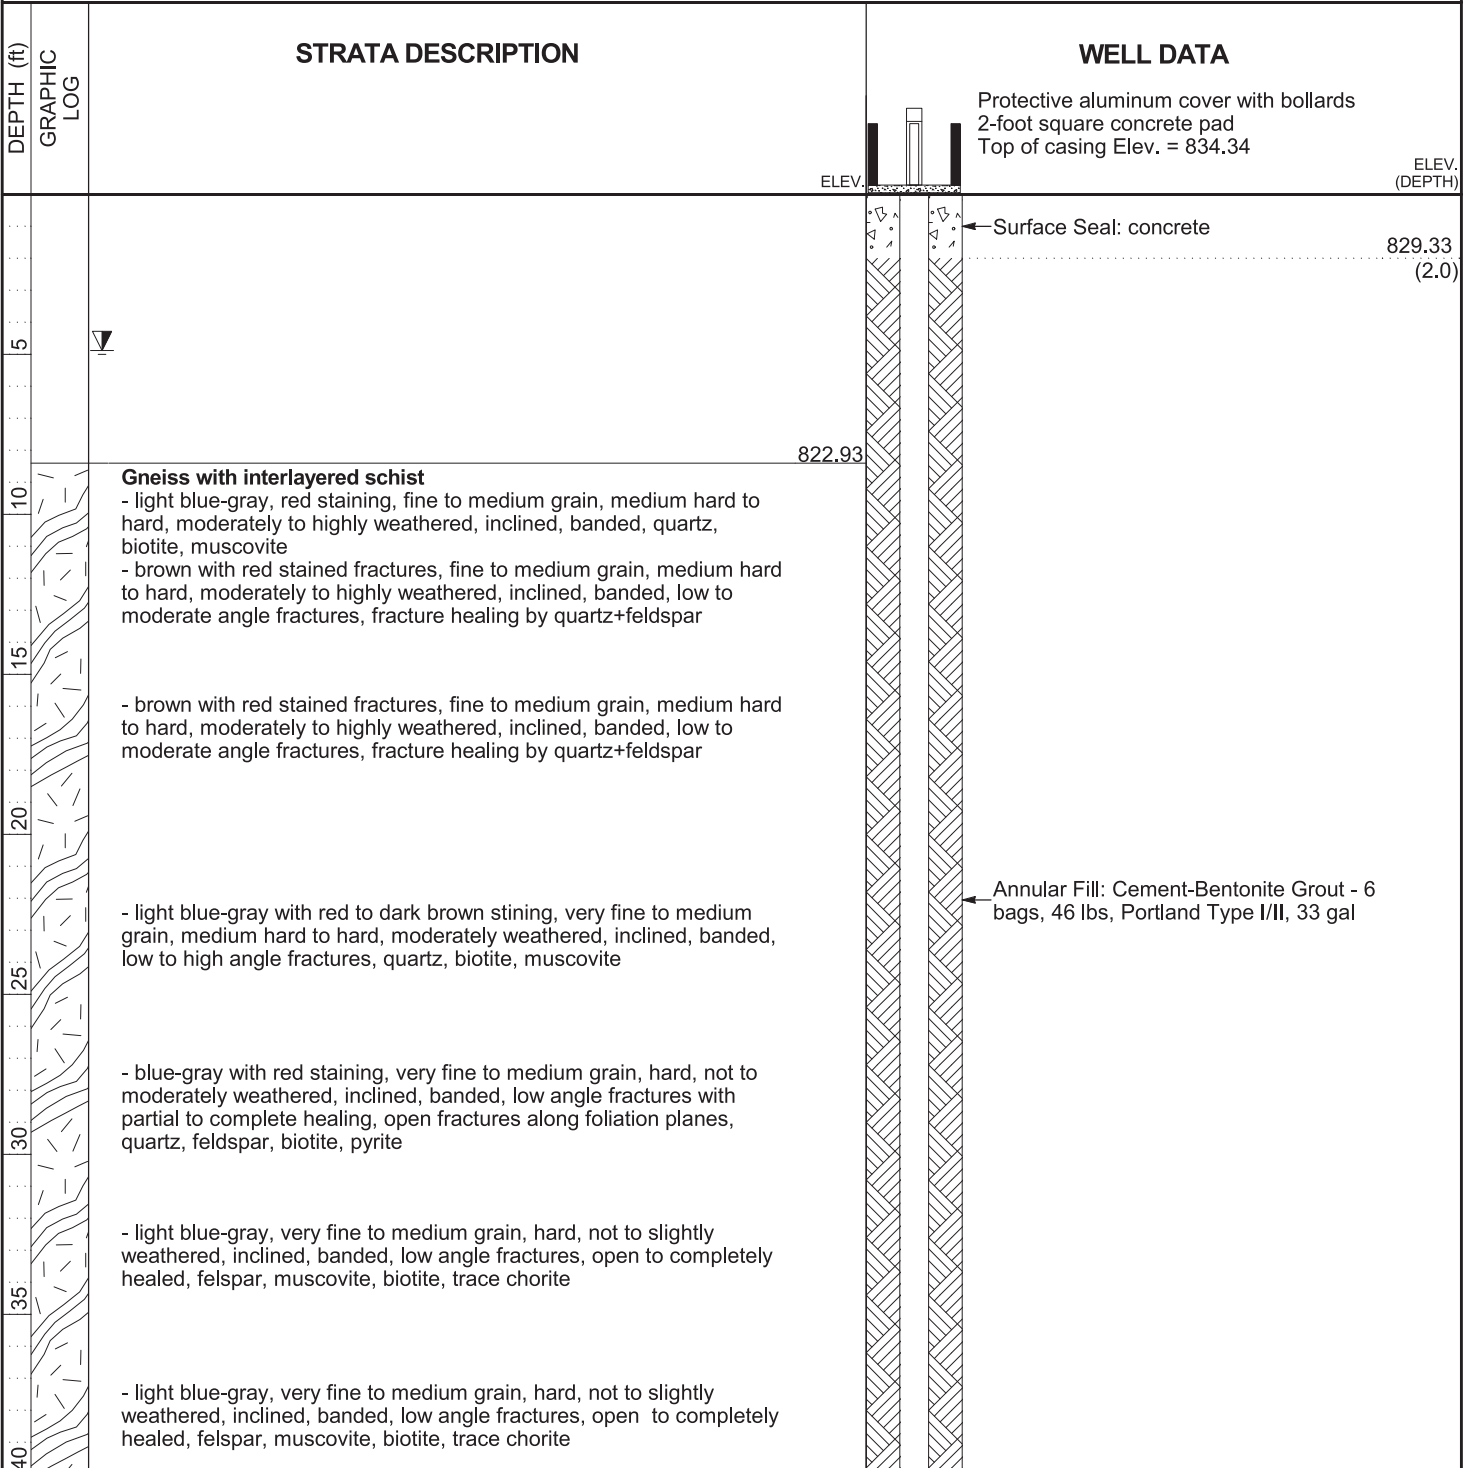 DEPTH (ft)
GRAPHIC
LOG
STRATA DESCRIPTION
ELEV.
WELL DATA
Protective aluminum cover with bollards
2-foot square concrete pad
Top of casing Elev. = 834.34
ELEV.
(DEPTH)
Surface Seal: concrete
829.33
(2.0)
5
822.93
Gneiss with interlayered schist
10
- light blue-gray, red staining, fine to medium grain, medium hard to
hard, moderately to highly weathered, inclined, banded, quartz,
biotite, muscovite
- brown with red stained fractures, fine to medium grain, medium hard
to hard, moderately to highly weathered, inclined, banded, low to
moderate angle fractures, fracture healing by quartz+feldspar
15
- brown with red stained fractures, fine to medium grain, medium hard
to hard, moderately to highly weathered, inclined, banded, low to
moderate angle fractures, fracture healing by quartz+feldspar
20
Annular Fill: Cement-Bentonite Grout - 6
bags, 46 lbs, Portland Type I/II, 33 gal
- light blue-gray with red to dark brown stining, very fine to medium
grain, medium hard to hard, moderately weathered, inclined, banded,
low to high angle fractures, quartz, biotite, muscovite
25
- blue-gray with red staining, very fine to medium grain, hard, not to
moderately weathered, inclined, banded, low angle fractures with
partial to complete healing, open fractures along foliation planes,
quartz, feldspar, biotite, pyrite
30
- light blue-gray, very fine to medium grain, hard, not to slightly
weathered, inclined, banded, low angle fractures, open to completely
healed, felspar, muscovite, biotite, trace chorite
35
- light blue-gray, very fine to medium grain, hard, not to slightly
weathered, inclined, banded, low angle fractures, open  to completely
healed, felspar, muscovite, biotite, trace chorite
40